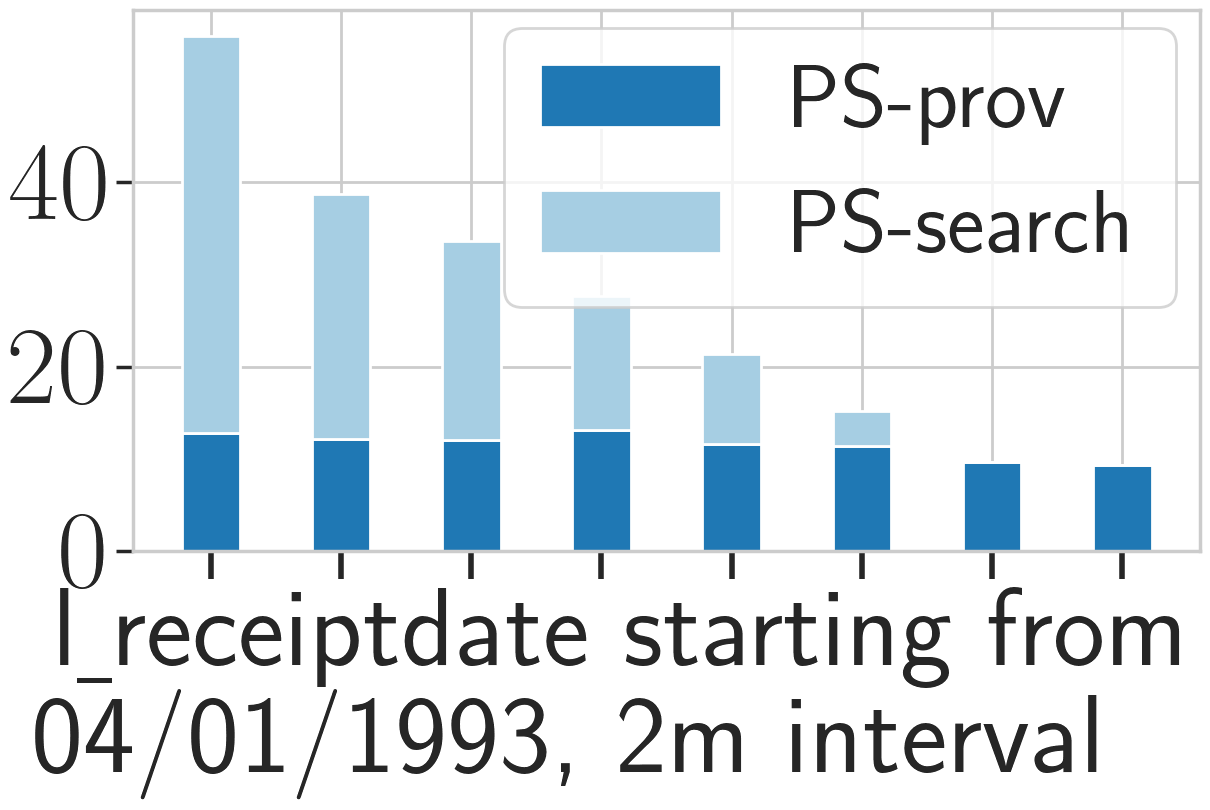 PS-prov
PS-search
40
20
0
l_receiptdate starting from
04/01/1993, 2m interval